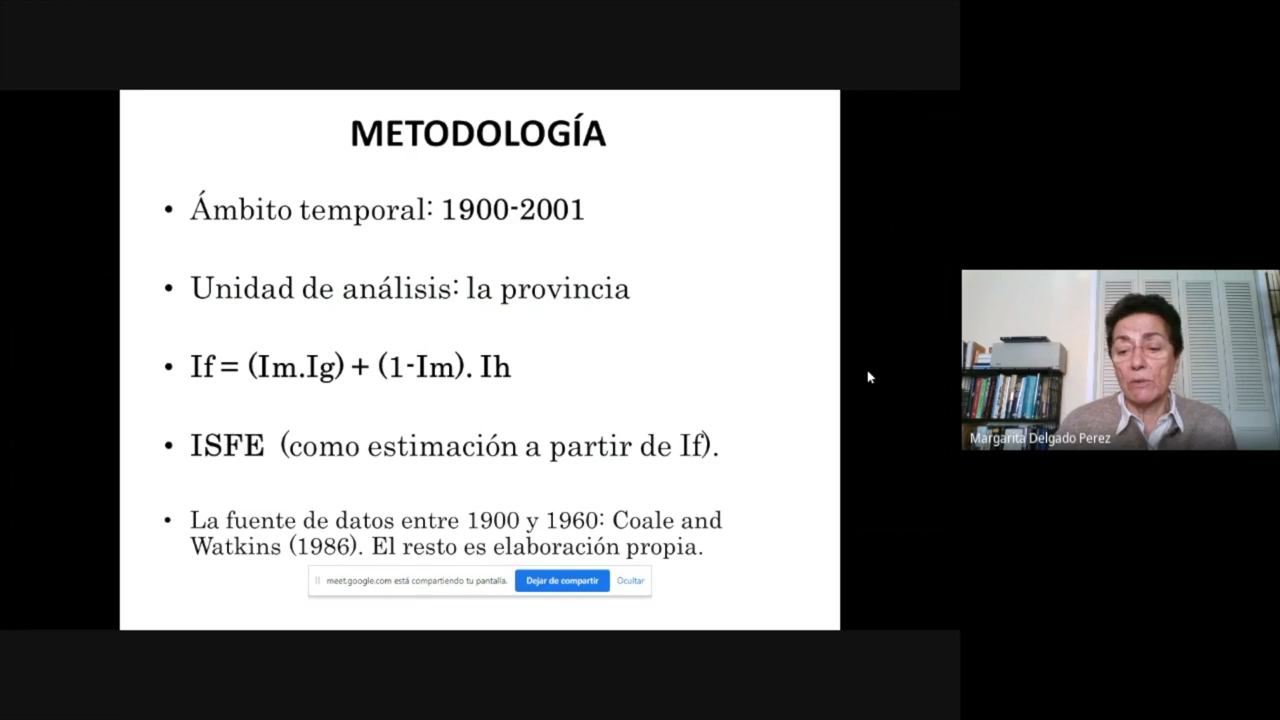 METODOLOGÍA
• Ámbito temporal: 1900-2001
• Unidad de análisis: la provincia
• If = (Im.Ig) + (1-Im). Ih
• ISFE (como estimación a partir de If).
• La fuente de datos entre 1900 y 1960: Coale and
Watkins (1986). El resto es elaboración propia.
meet.google.com está compartiendo tu pantalla. Dejar de compartir Ocultar
Margarita Delgado Perez